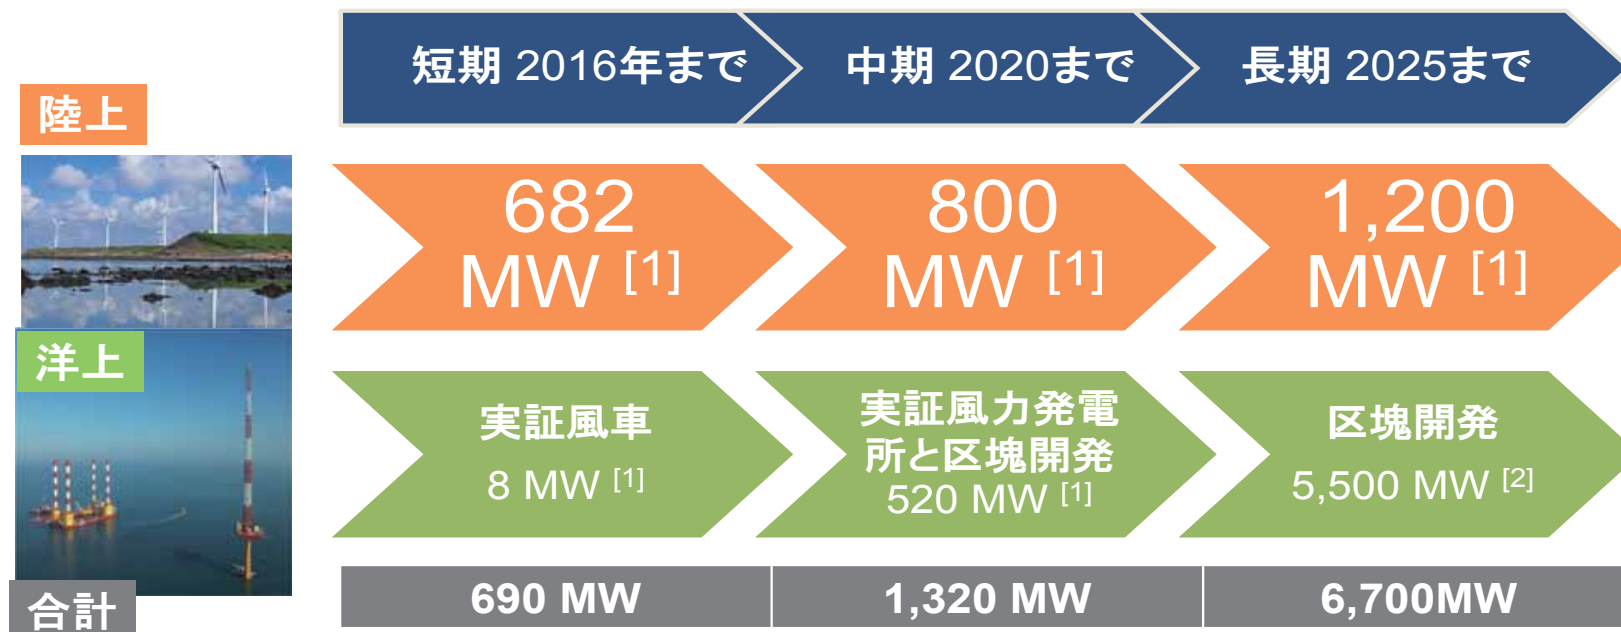 短期 2016年まで
中期 2020まで
長期 2025まで
陸上
682
MW [1]
800
MW [1]
1,200
MW [1]
洋上
実証風車
8 MW [1]
実証風力発電
所と区塊開発
520 MW [1]
区塊開発
5,500 MW [2]
合計
690 MW
1,320 MW
6,700MW